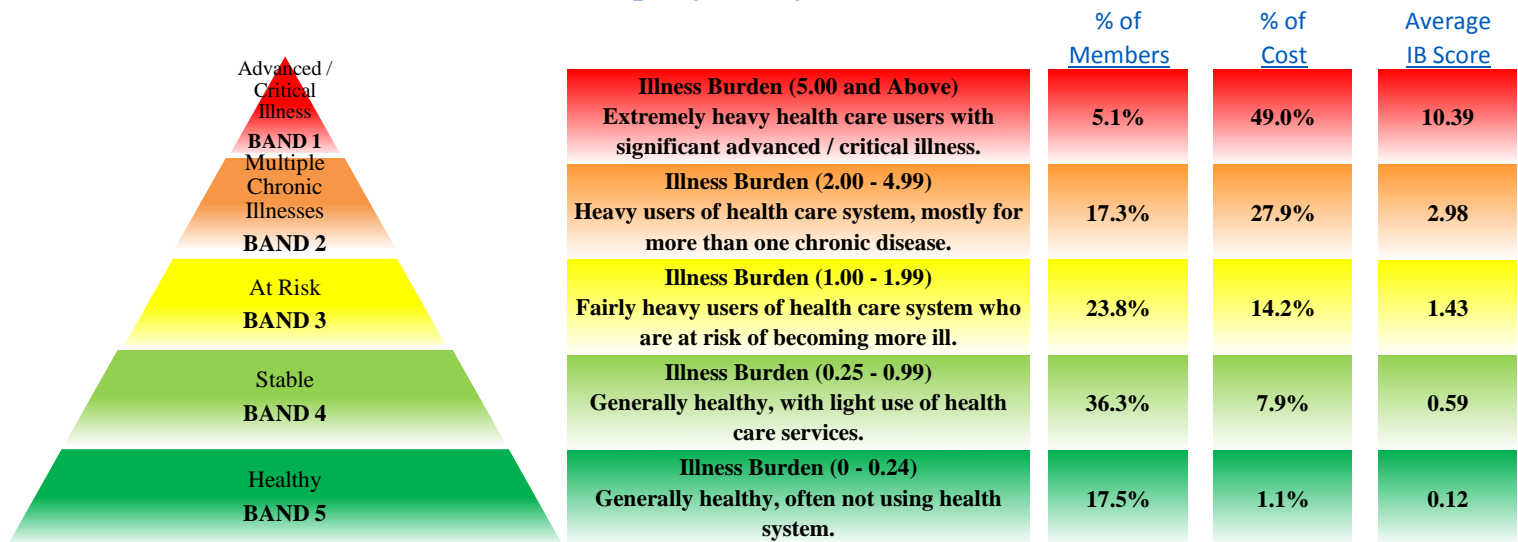 % of % of Average
Members Cost IB Score
Advanced /
Critical
Illness
BAND 1
Illness Burden (5.00 and Above)
Extremely heavy health care users with
significant advanced / critical illness.
5.1% 49.0% 10.39
Multiple
Chronic
Illnesses
BAND 2
Illness Burden (2.00 - 4.99)
Heavy users of health care system, mostly for
more than one chronic disease.
17.3% 27.9% 2.98
At Risk
BAND 3
Illness Burden (1.00 - 1.99)
Fairly heavy users of health care system who
are at risk of becoming more ill.
23.8% 14.2% 1.43
Stable
BAND 4
Illness Burden (0.25 - 0.99)
Generally healthy, with light use of health
care services.
36.3% 7.9% 0.59
Healthy
BAND 5
Illness Burden (0 - 0.24)
Generally healthy, often not using health
system.
17.5% 1.1% 0.12